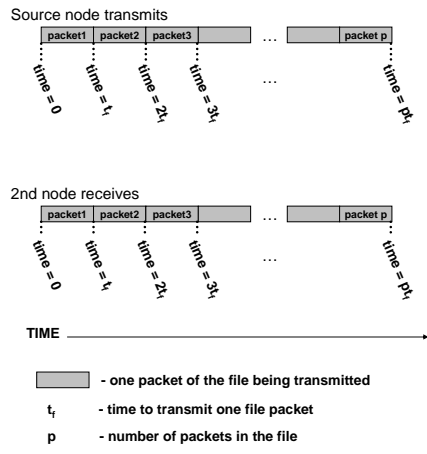 Source node transmits
packet1 packet2 packet3 … packet p
time = 0 time = tf time = 2tf time = 3tf … time = ptf
2nd node receives
packet1 packet2 packet3 … packet p
time = 0 time = tf time = 2tf time = 3tf … time = ptf
TIME
- one packet of the file being transmitted
tf - time to transmit one file packet
p - number of packets in the file